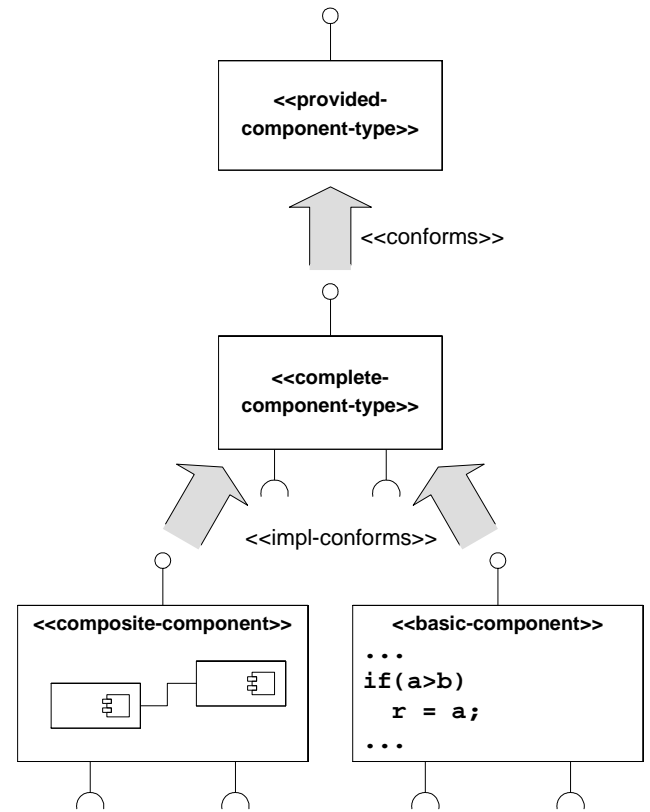 <<provided-
component-type>>
<<conforms>>
<<complete-
component-type>>
<<impl-conforms>>
<<composite-component>>
<<basic-component>>
...
if(a>b)
  r = a;
...